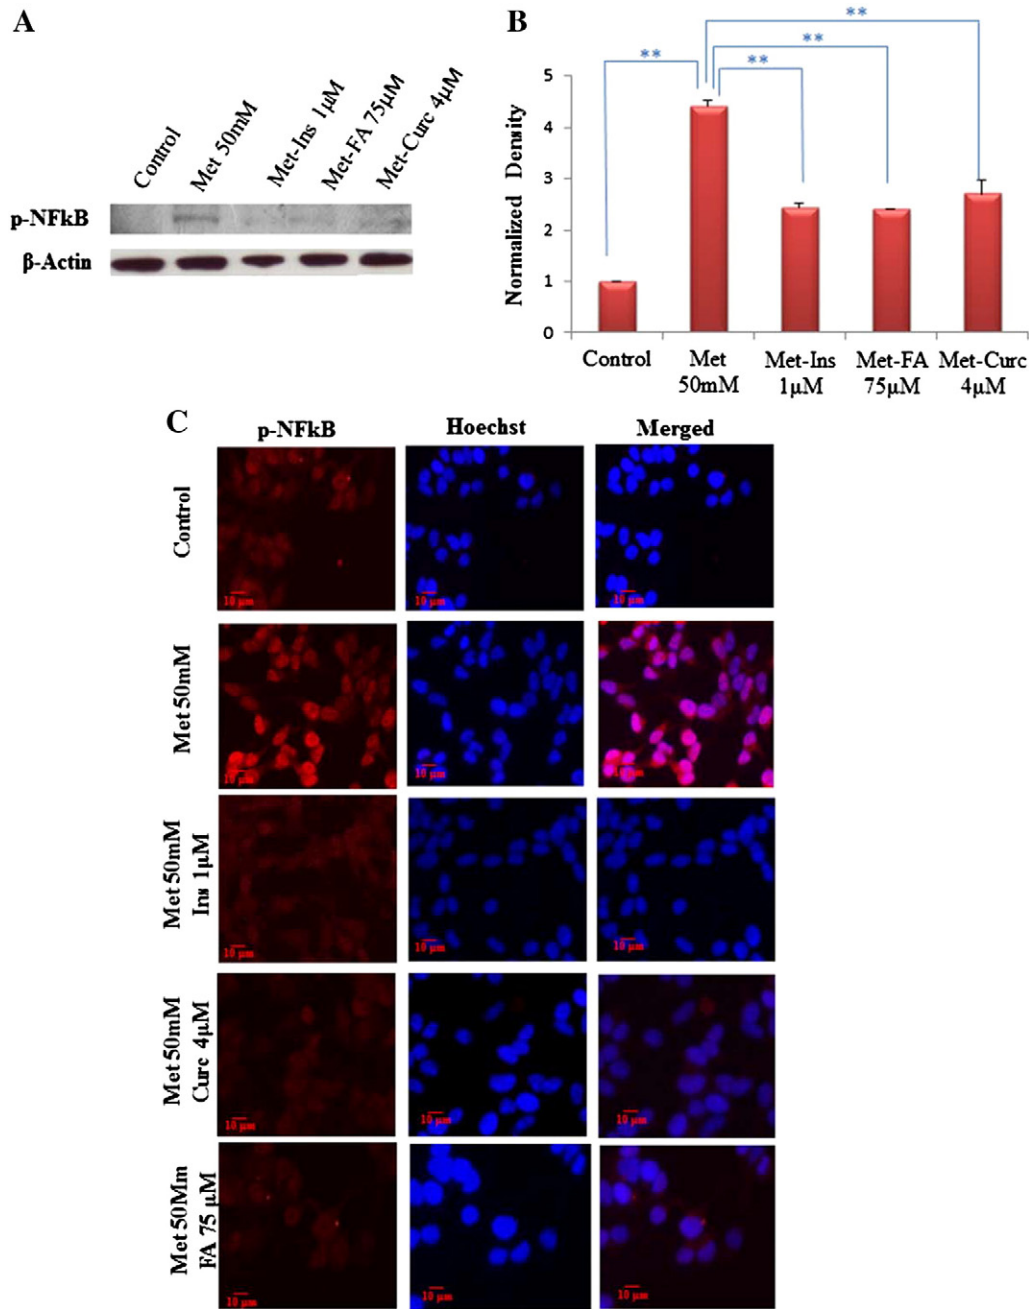 A
Control
Met 50mM
Met-Ins 1µM
Met-FA 75µM
Met-Curc 4µM
p-NFkB
β-Actin
B
**
**
**
**
Normalized Density
5
4
3
2
1
0
Control
Met
50mM
Met-Ins
1µM
Met-FA
75µM
Met-Curc
4µM
C
p-NFkB
Hoechst
Merged
Control
10 µm
10 µm
10 µm
Met 50mM
10 µm
10 µm
10 µm
Met 50mM
Ins 1µM
10 µm
10 µm
10 µm
Met 50mM
Curc 4µM
10 µm
10 µm
10 µm
Met 50Mm
FA 75 µM
10 µm
10 µm
10 µm